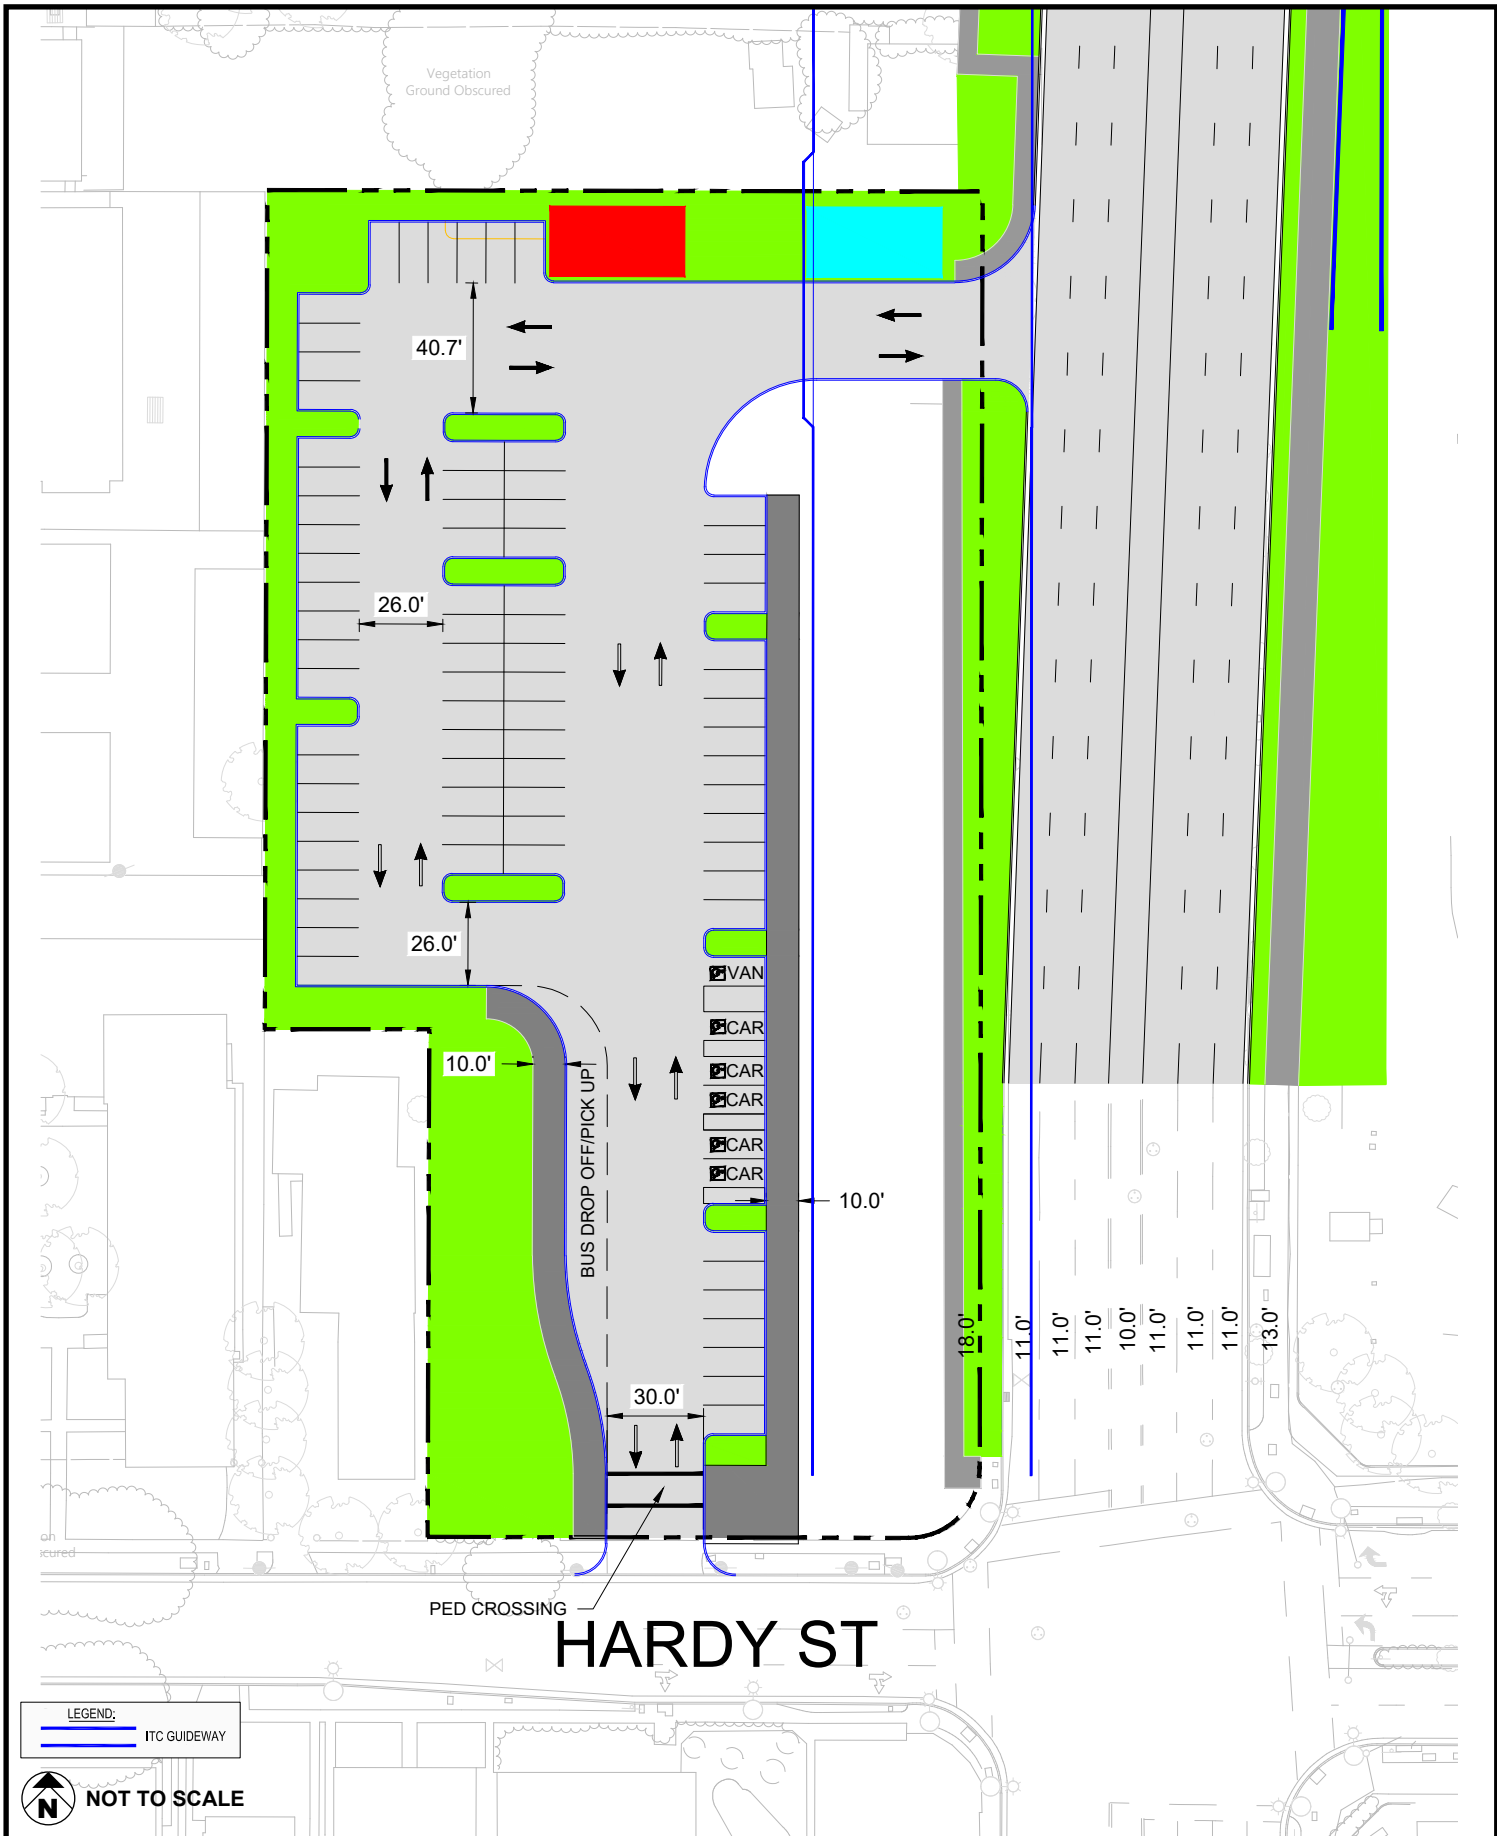 Vegetation
Ground Obscured
40.7'
26.0'
26.0'
VAN
CAR
10.0'
CAR
CAR
CAR
CAR
BUS DROP OFF/PICK UP
10.0'
18.0'
11.0'
11.0'
11.0'
10.0'
11.0'
11.0'
11.0'
13.0'
30.0'
PED CROSSING
HARDY ST
LEGEND:
ITC GUIDEWAY
N
NOT TO SCALE